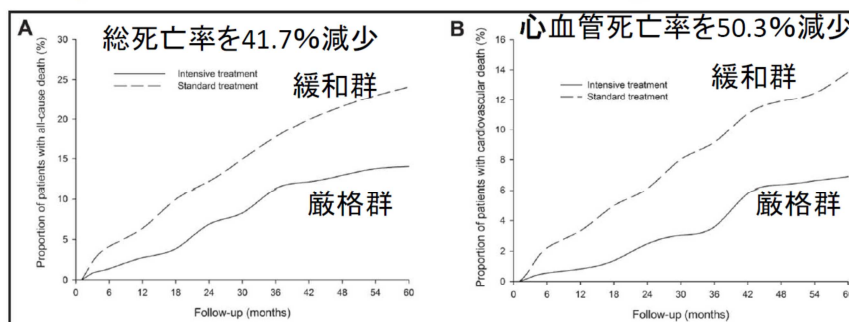 A
総死亡率を41.7%減少
Proportion of patients with all-cause death (%)
30
25
20
15
10
5
0
Intensive treatment
Standard treatment
緩和群
厳格群
0 6 12 18 24 30 36 42 48 54 60
Follow-up (months)
B
心血管死亡率を50.3%減少
Proportion of patients with cardiovascular death (%)
16
14
12
10
8
6
4
2
0
Intensive treatment
Standard treatment
緩和群
厳格群
0 6 12 18 24 30 36 42 48 54 60
Follow-up (months)